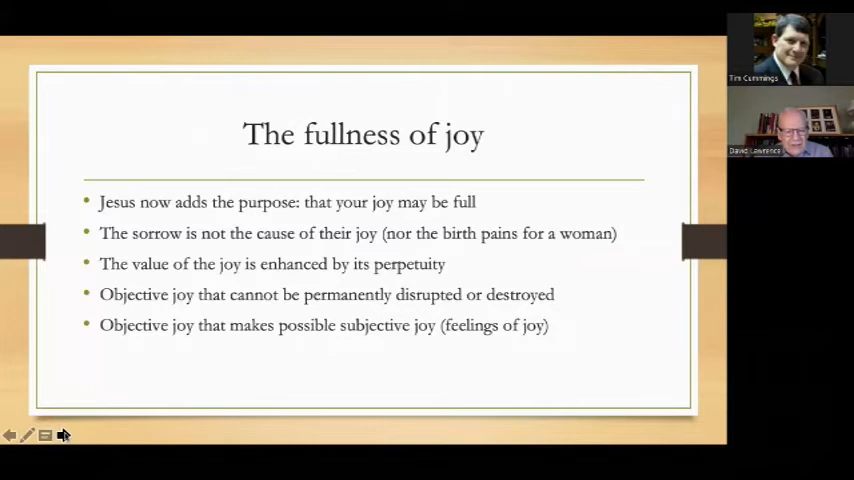 The fullness of joy
Jesus now adds the purpose: that your joy may be full
The sorrow is not the cause of their joy (nor the birth pains for a woman)
The value of the joy is enhanced by its perpetuity
Objective joy that cannot be permanently disrupted or destroyed
Objective joy that makes possible subjective joy (feelings of joy)
Tim Cummings
David Lawrence